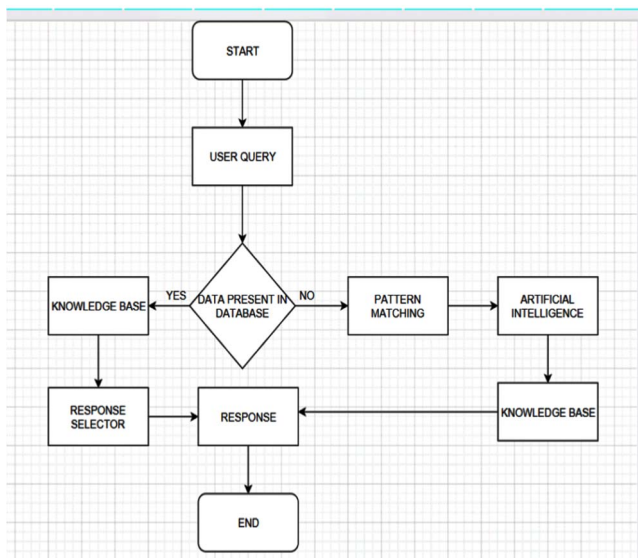 START
USER QUERY
YES
DATA PRESENT IN
DATABASE
NO
KNOWLEDGE BASE
PATTERN
MATCHING
ARTIFICIAL
INTELLIGENCE
RESPONSE
SELECTOR
RESPONSE
KNOWLEDGE BASE
END